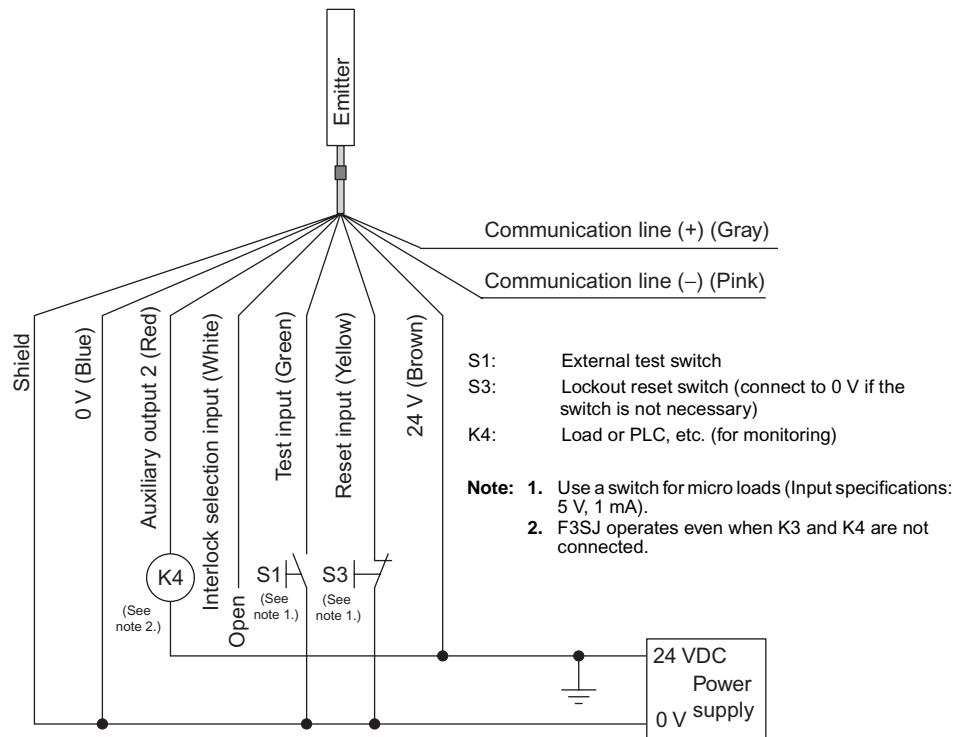 Emitter
Communication line (+) (Gray)
Communication line (−) (Pink)
Shield
0 V (Blue)
Auxiliary output 2 (Red)
Interlock selection input (White)
Test input (Green)
Reset input (Yellow)
24 V (Brown)
S1: External test switch
S3: Lockout reset switch (connect to 0 V if the
switch is not necessary)
K4: Load or PLC, etc. (for monitoring)
Note: 1. Use a switch for micro loads (Input specifications:
5 V, 1 mA).
2. F3SJ operates even when K3 and K4 are not
connected.
K4
(See
note 2.)
Open
S1
(See
note 1.)
S3
(See
note 1.)
24 VDC
Power
supply
0 V